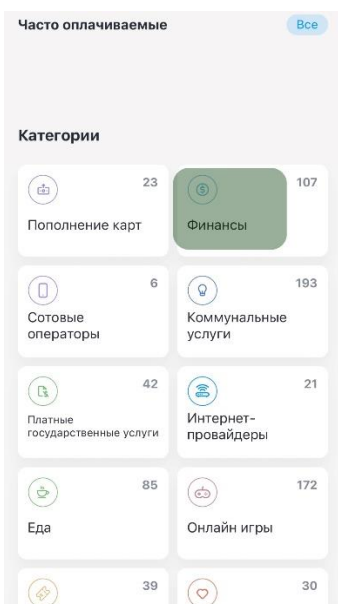 Часто оплачиваемые
Все
Категории
23
Пополнение карт
107
Финансы
6
Сотовые
операторы
193
Коммунальные
услуги
42
Платные
государственные услуги
21
Интернет-
провайдеры
85
Еда
172
Онлайн игры
39
30